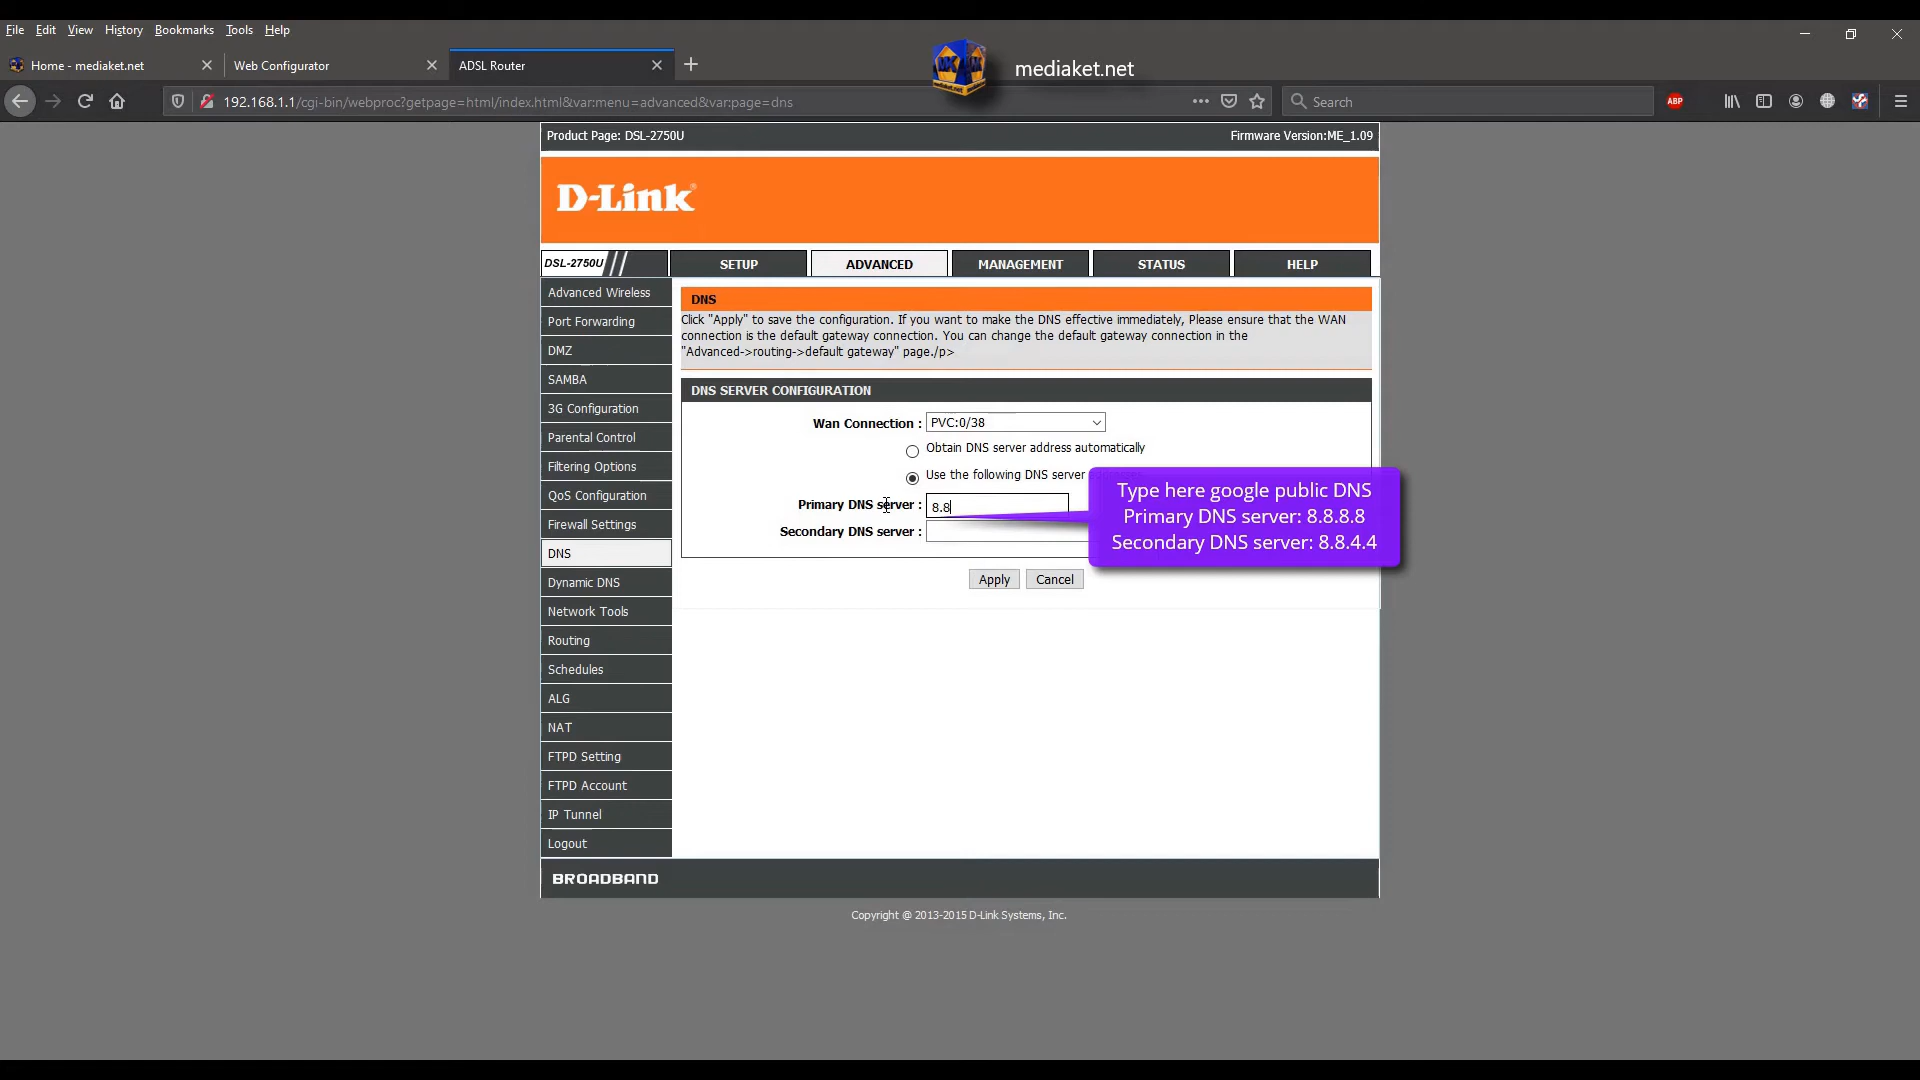 File Edit View History Bookmarks Tools Help
Home - mediaket.net
Web Configurator
ADSL Router
mediaket.net
192.168.1.1/cgi-bin/webproc?getpage=html/index.html&var:menu=advanced&var:page=dns
Search
ABP
Product Page: DSL-2750U
Firmware Version:ME_1.09
D-Link
DSL-2750U
SETUP
ADVANCED
MANAGEMENT
STATUS
HELP
Advanced Wireless
Port Forwarding
DMZ
SAMBA
3G Configuration
Parental Control
Filtering Options
QoS Configuration
Firewall Settings
DNS
Dynamic DNS
Network Tools
Routing
Schedules
ALG
NAT
FTPD Setting
FTPD Account
IP Tunnel
Logout
DNS
Click "Apply" to save the configuration. If you want to make the DNS effective immediately, Please ensure that the WAN
connection is the default gateway connection. You can change the default gateway connection in the
"Advanced->routing->default gateway" page./p>
DNS SERVER CONFIGURATION
Wan Connection : PVC:0/38
Obtain DNS server address automatically
Use the following DNS server
Primary DNS server : 8.8
Secondary DNS server :
Type here google public DNS
Primary DNS server: 8.8.8.8
Secondary DNS server: 8.8.4.4
Apply Cancel
BROADBAND
Copyright @ 2013-2015 D-Link Systems, Inc.